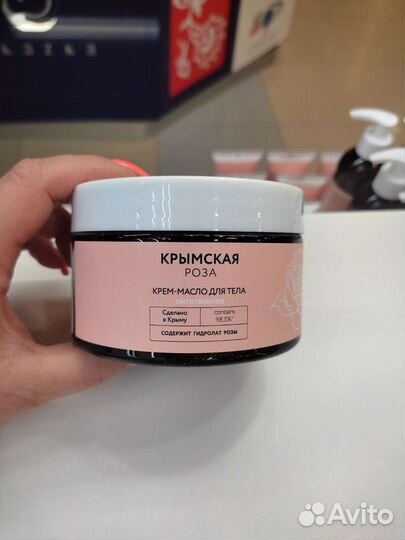 КРЫМСКАЯ
РОЗА
КРЕМ-МАСЛО ДЛЯ ТЕЛА
питательное
Сделано
в Крыму
contains
98,5%*
СОДЕРЖИТ ГИДРОЛАТ РОЗЫ
Avito